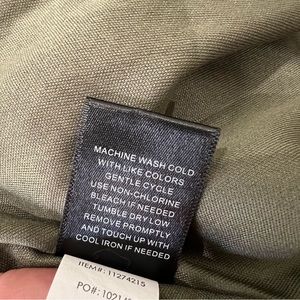 MACHINE WASH COLD
WITH LIKE COLORS
GENTLE CYCLE
USE NON-CHLORINE
BLEACH IF NEEDED
TUMBLE DRY LOW
REMOVE PROMPTLY
AND TOUCH UP WITH
COOL IRON IF NEEDED
ITEM#: 11274215
PO#: